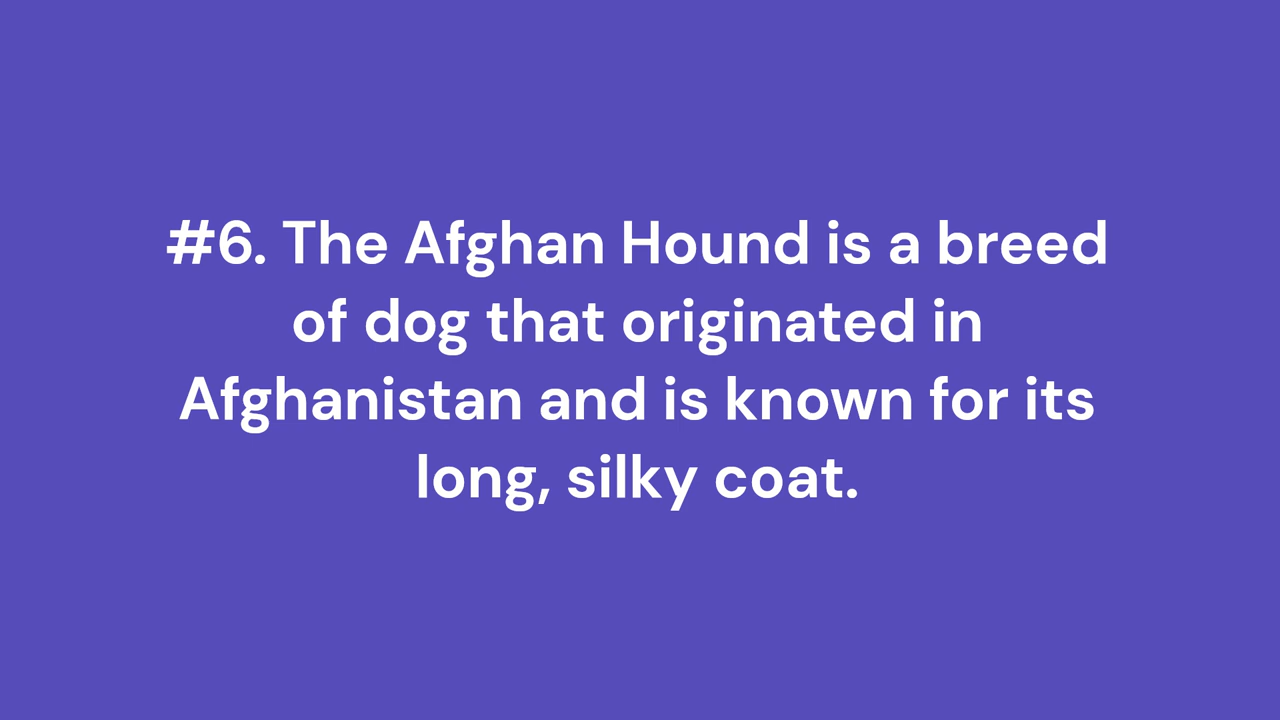 #6. The Afghan Hound is a breed
of dog that originated in
Afghanistan and is known for its
long, silky coat.